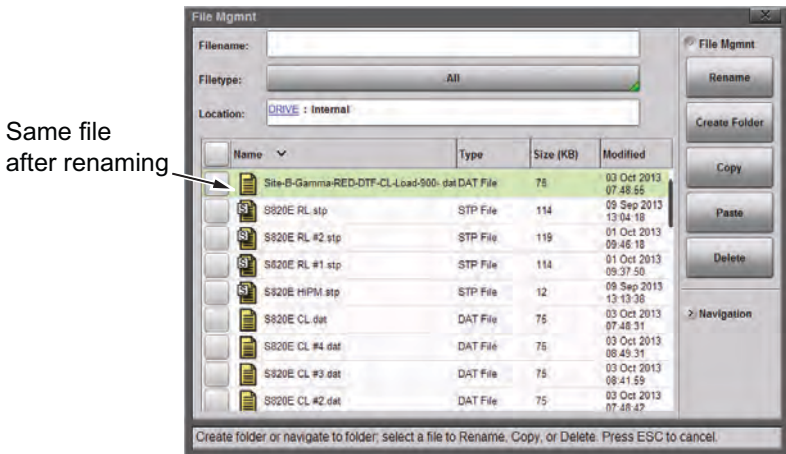 File Mgmnt
Filename:
File Mgmnt
Filetype:
All
Rename
Location:
DRIVE : Internal
Create Folder
Same file
after renaming
Name
Type
Size (KB)
Modified
Copy
Site-B-Gamma-RED-DTF-CL-Load-900- dat DAT File 76 03 Oct 2013
07:48:55
S820E RL.stp STP File 114 09 Sep 2013
13:04:18
Paste
S820E RL #2.stp STP File 119 01 Oct 2013
09:46:18
S820E RL #1.stp STP File 114 01 Oct 2013
09:37:50
Delete
S820E HiPM.stp STP File 12 09 Sep 2013
13:13:38
Navigation
S820E CL.dat DAT File 76 03 Oct 2013
07:48:31
S820E CL #4.dat DAT File 75 03 Oct 2013
08:49:31
S820E CL #3.dat DAT File 75 03 Oct 2013
08:41:59
S820E CL #2.dat DAT File 75 03 Oct 2013
07:48:42
Create folder or navigate to folder; select a file to Rename, Copy, or Delete. Press ESC to cancel.